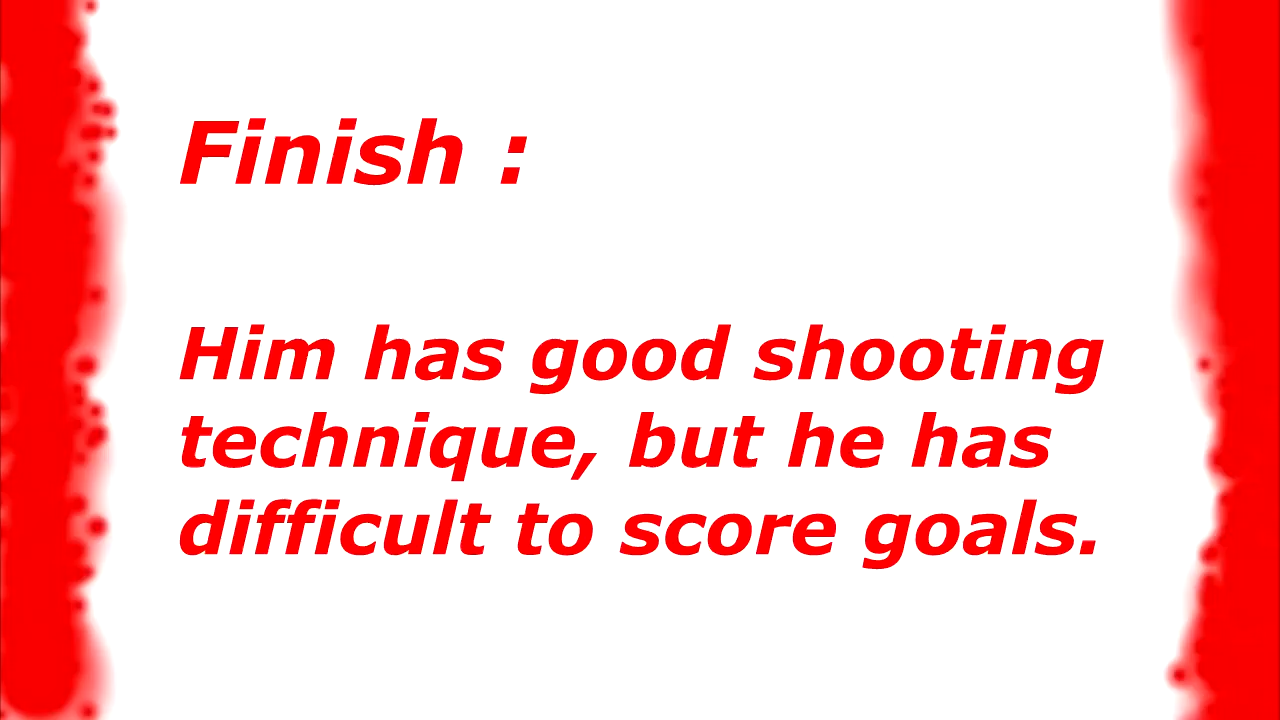 Finish :
Him has good shooting
technique, but he has
difficult to score goals.